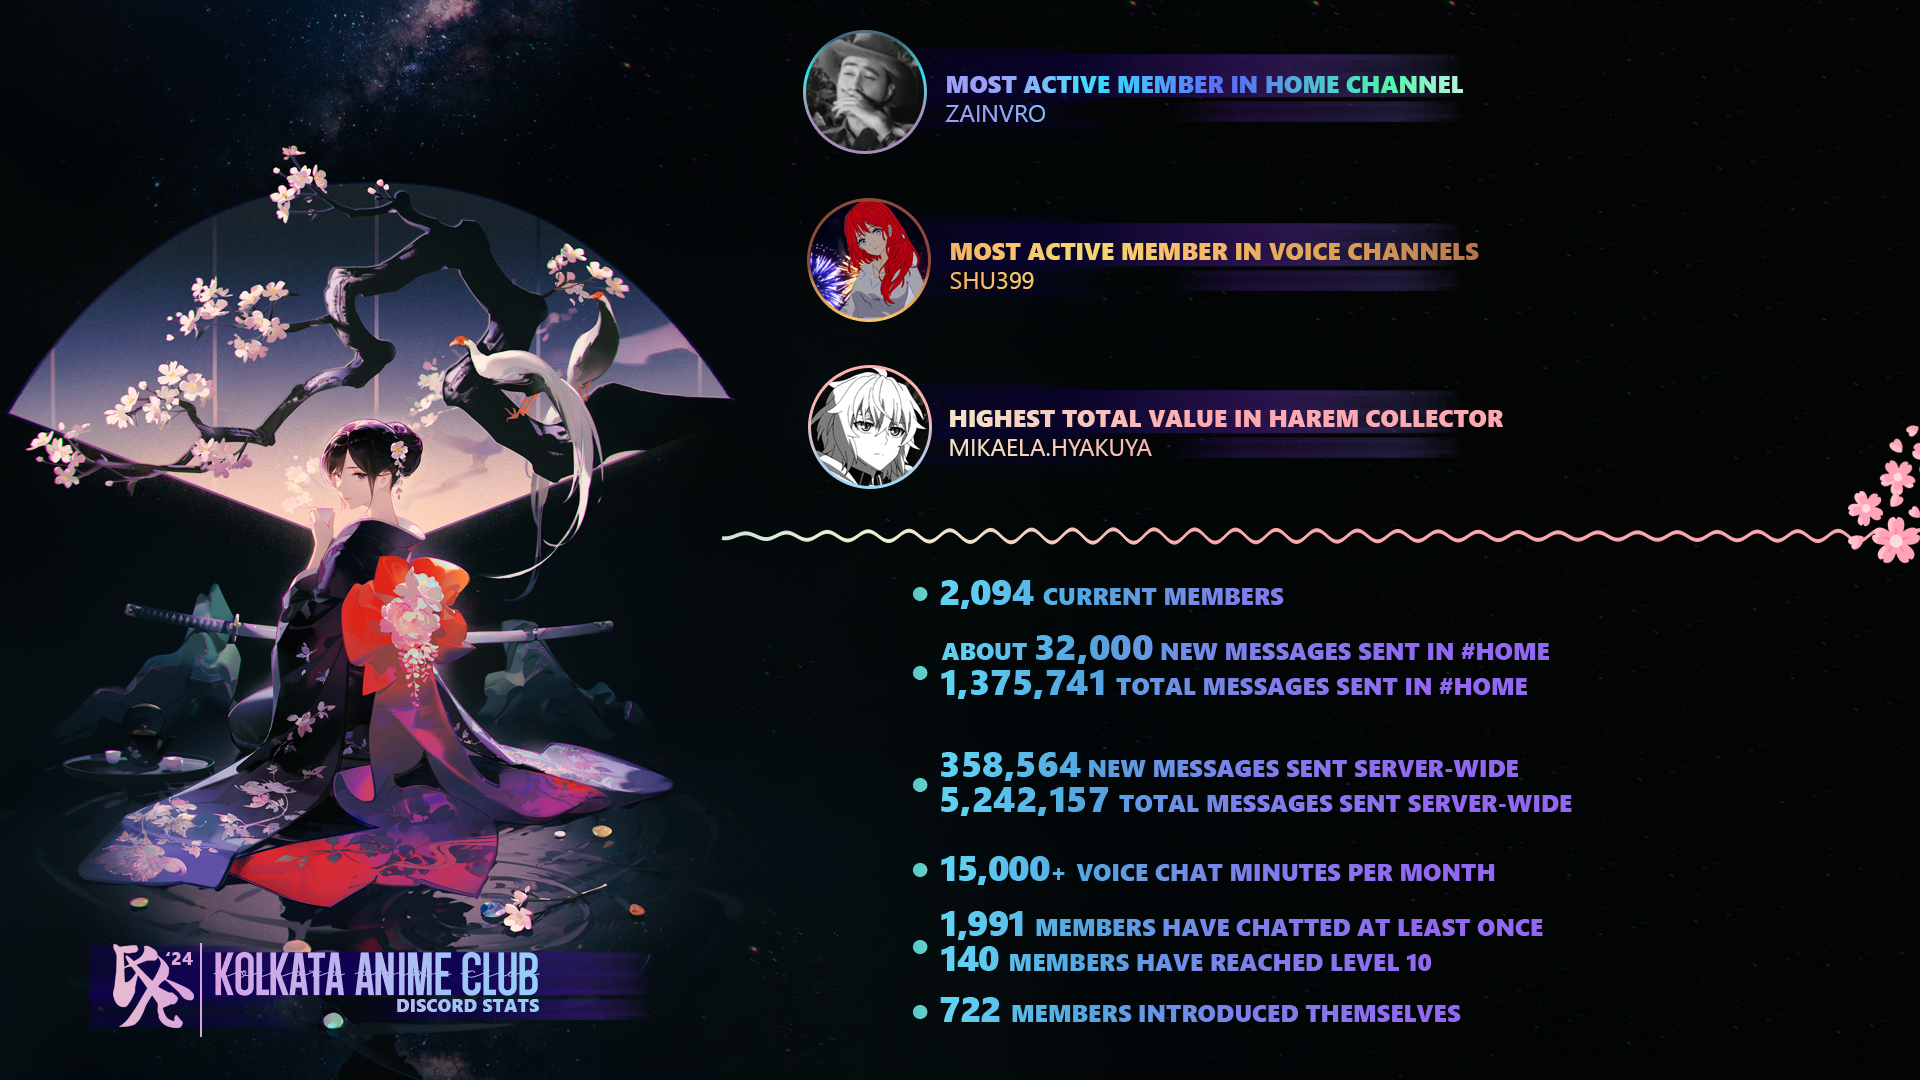 MOST ACTIVE MEMBER IN HOME CHANNEL
ZAINVRO
MOST ACTIVE MEMBER IN VOICE CHANNELS
SHU399
HIGHEST TOTAL VALUE IN HAREM COLLECTOR
MIKAELA.HYAKUYA
2,094 CURRENT MEMBERS
ABOUT 32,000 NEW MESSAGES SENT IN #HOME
1,375,741 TOTAL MESSAGES SENT IN #HOME
358,564 NEW MESSAGES SENT SERVER-WIDE
5,242,157 TOTAL MESSAGES SENT SERVER-WIDE
15,000+ VOICE CHAT MINUTES PER MONTH
1,991 MEMBERS HAVE CHATTED AT LEAST ONCE
140 MEMBERS HAVE REACHED LEVEL 10
722 MEMBERS INTRODUCED THEMSELVES
'24
KOLKATA ANIME CLUB
DISCORD STATS